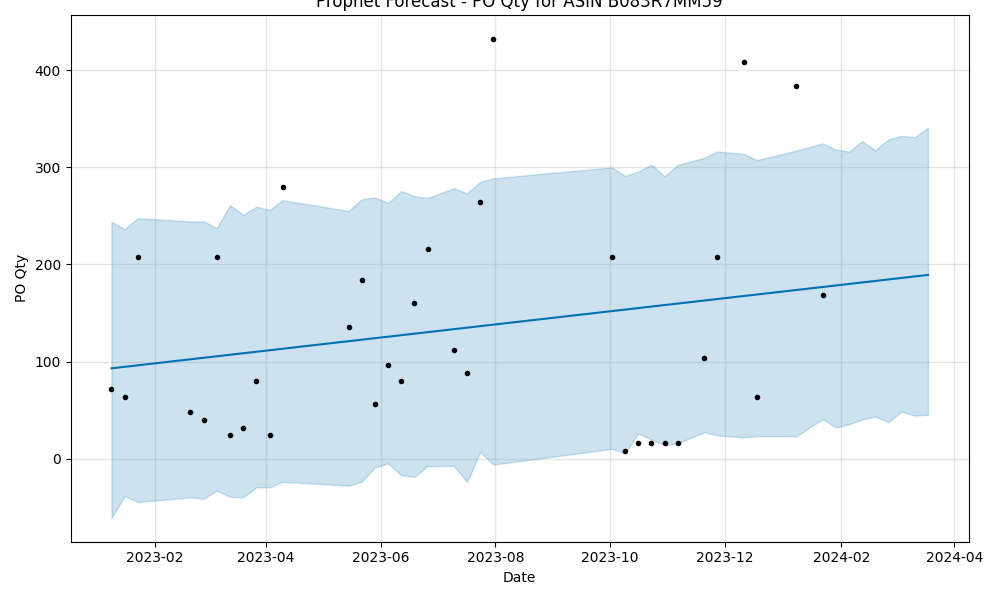 Prophet Forecast - PO Qty for ASIN B083R7MM59
PO Qty
400
300
200
100
0
2023-02 2023-04 2023-06 2023-08 2023-10 2023-12 2024-02 2024-04
Date